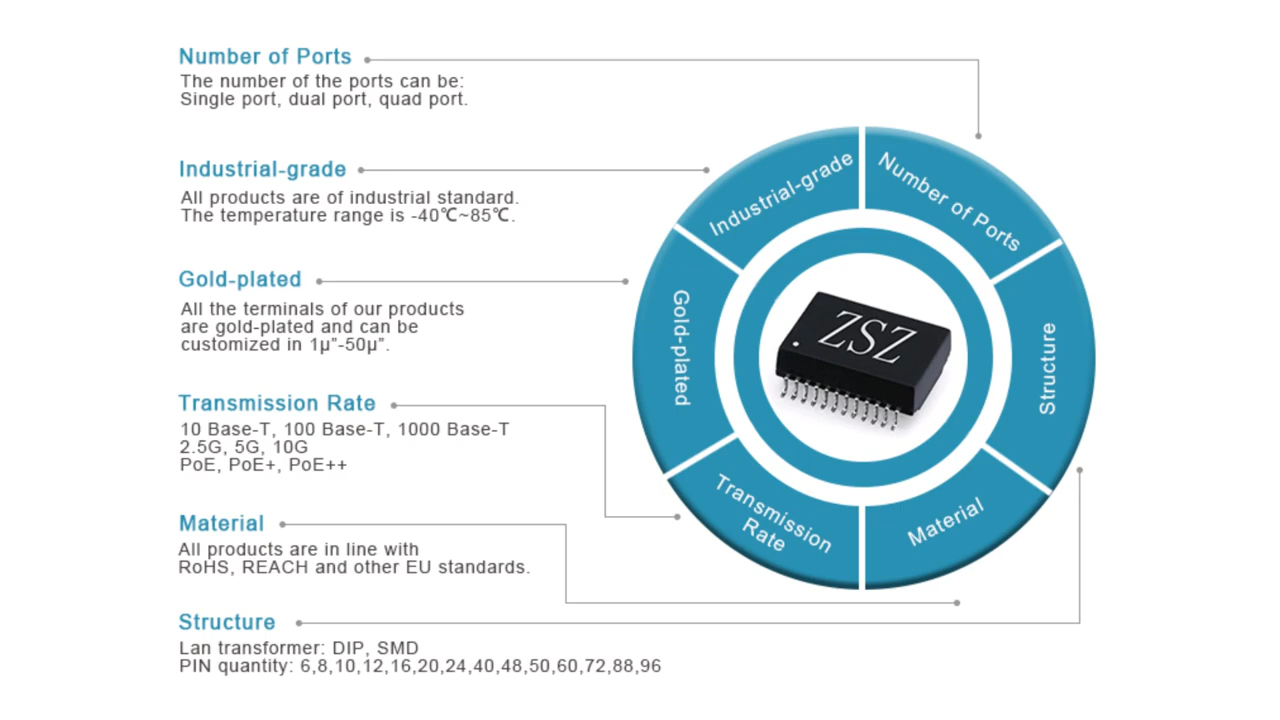 Number of Ports
The number of the ports can be:
Single port, dual port, quad port.
Industrial-grade
All products are of industrial standard.
The temperature range is -40℃~85℃.
Gold-plated
All the terminals of our products
are gold-plated and can be
customized in 1μ”-50μ”.
Transmission Rate
10 Base-T, 100 Base-T, 1000 Base-T
2.5G, 5G, 10G
PoE, PoE+, PoE++
Material
All products are in line with
RoHS, REACH and other EU standards.
Structure
Lan transformer: DIP, SMD
PIN quantity: 6,8,10,12,16,20,24,40,48,50,60,72,88,96
Industrial-grade
Number of Ports
Gold-plated
Structure
Transmission
Rate
Material
ZSZ